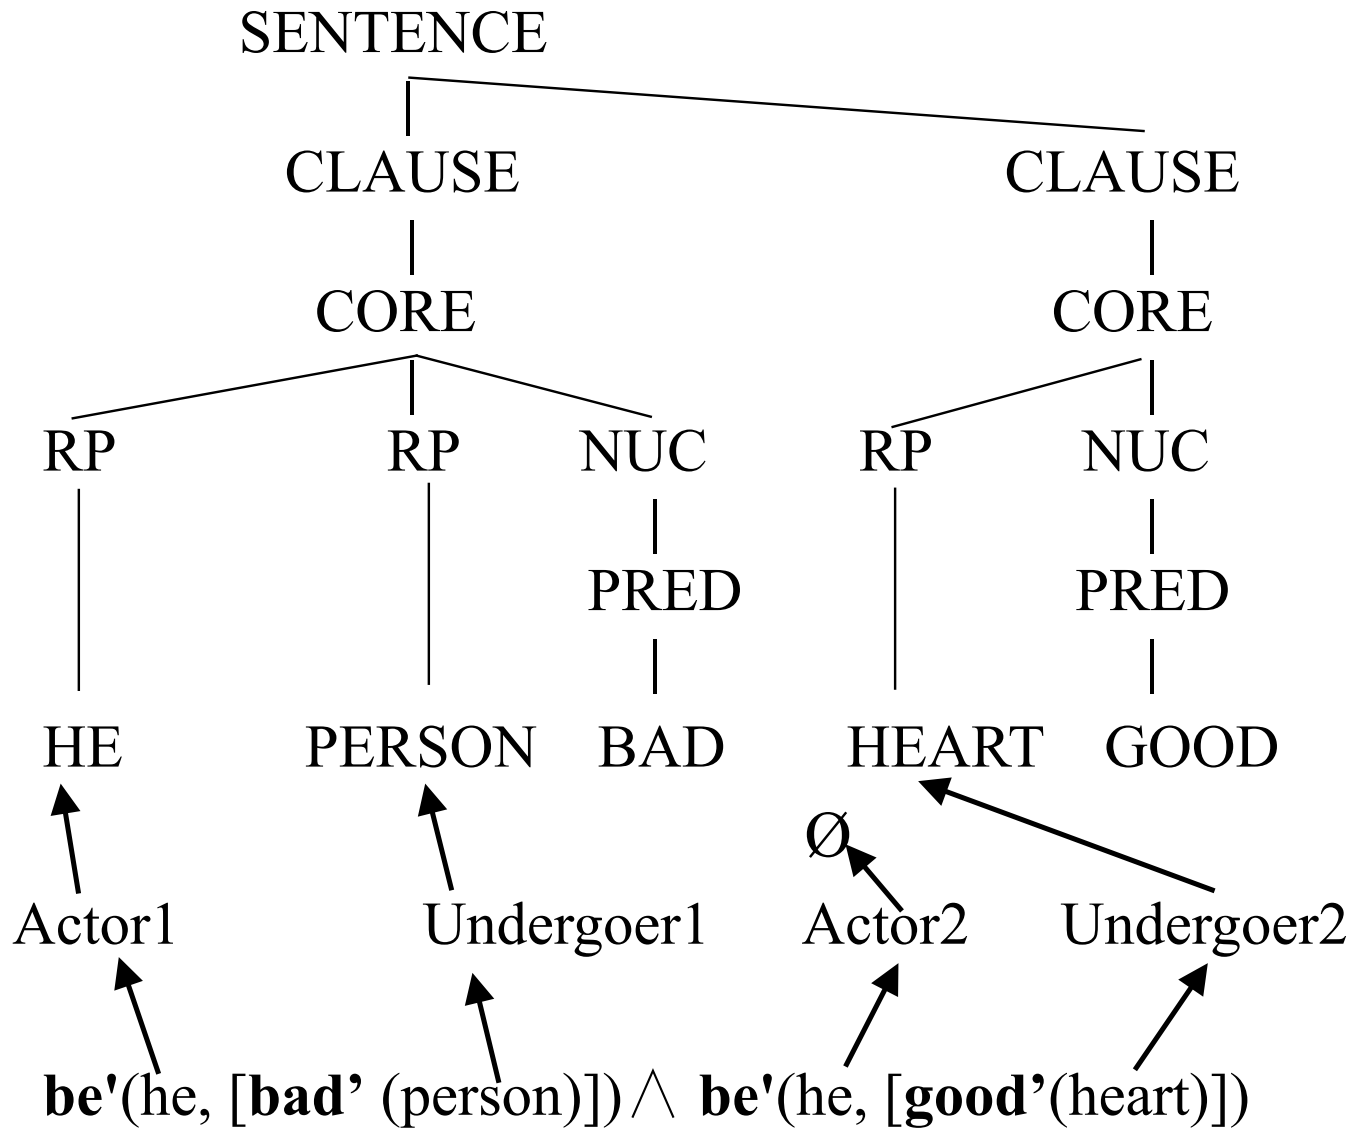 SENTENCE
CLAUSE CLAUSE
CORE CORE
RP RP NUC RP NUC
PRED PRED
HE PERSON BAD HEART GOOD
Ø
Actor1 Undergoer1 Actor2 Undergoer2
be'(he, [bad’ (person)]) ∧ be'(he, [good’(heart)])